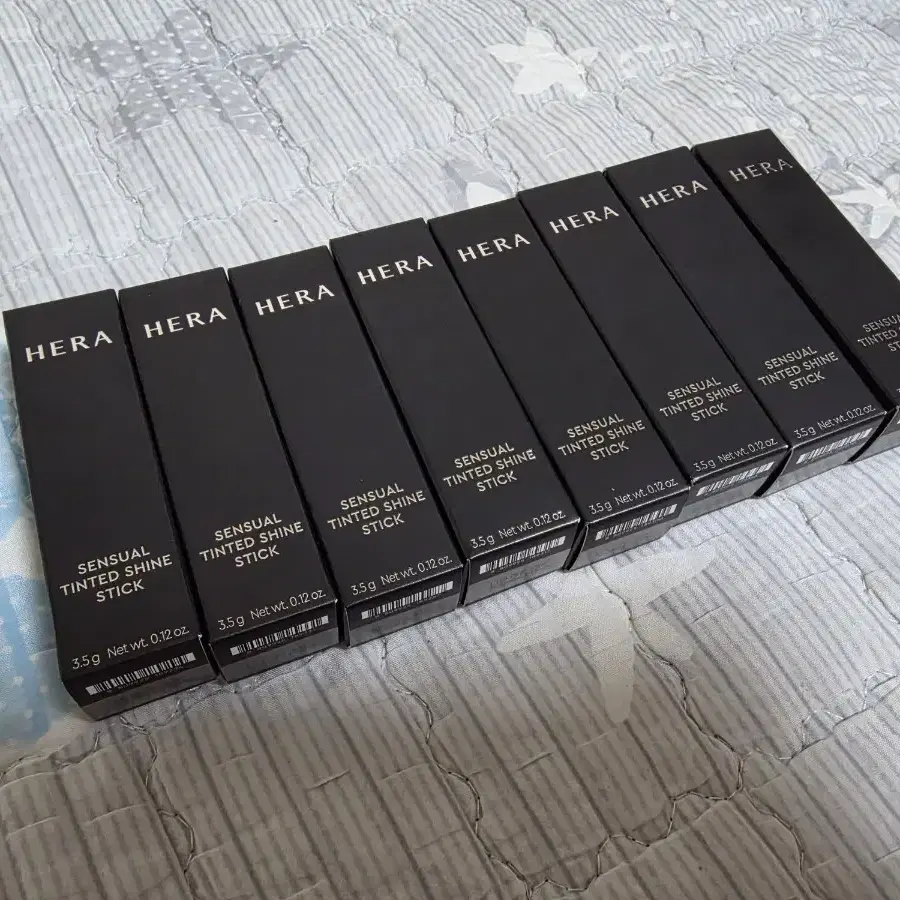 HERA
SENSUAL
TINTED SHINE
STICK
3.5 g Net wt. 0.12 oz.
HERA
SENSUAL
TINTED SHINE
STICK
3.5 g Net wt. 0.12 oz.
HERA
SENSUAL
TINTED SHINE
STICK
3.5 g Net wt. 0.12 oz.
HERA
SENSUAL
TINTED SHINE
STICK
3.5 g Net wt. 0.12 oz.
HERA
SENSUAL
TINTED SHINE
STICK
3.5 g Net wt. 0.12 oz.
HERA
SENSUAL
TINTED SHINE
STICK
3.5 g Net wt. 0.12 oz.
HERA
SENSUAL
TINTED SHINE
STICK
3.5 g Net wt. 0.12 oz.
HERA
SENSUA
TINTED S
ST